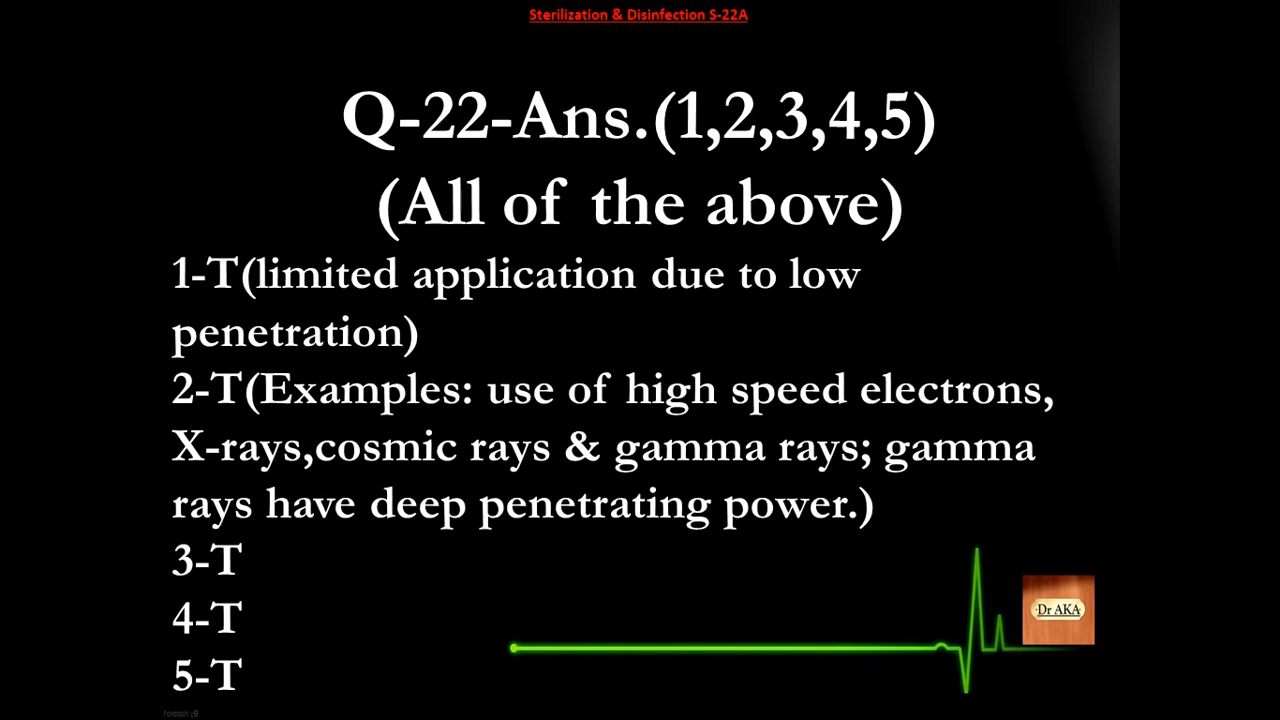 Sterilization & Disinfection S-22A
Q-22-Ans.(1,2,3,4,5)
(All of the above)
1-T(limited application due to low
penetration)
2-T(Examples: use of high speed electrons,
X-rays,cosmic rays & gamma rays; gamma
rays have deep penetrating power.)
3-T
4-T
5-T
Dr AKA